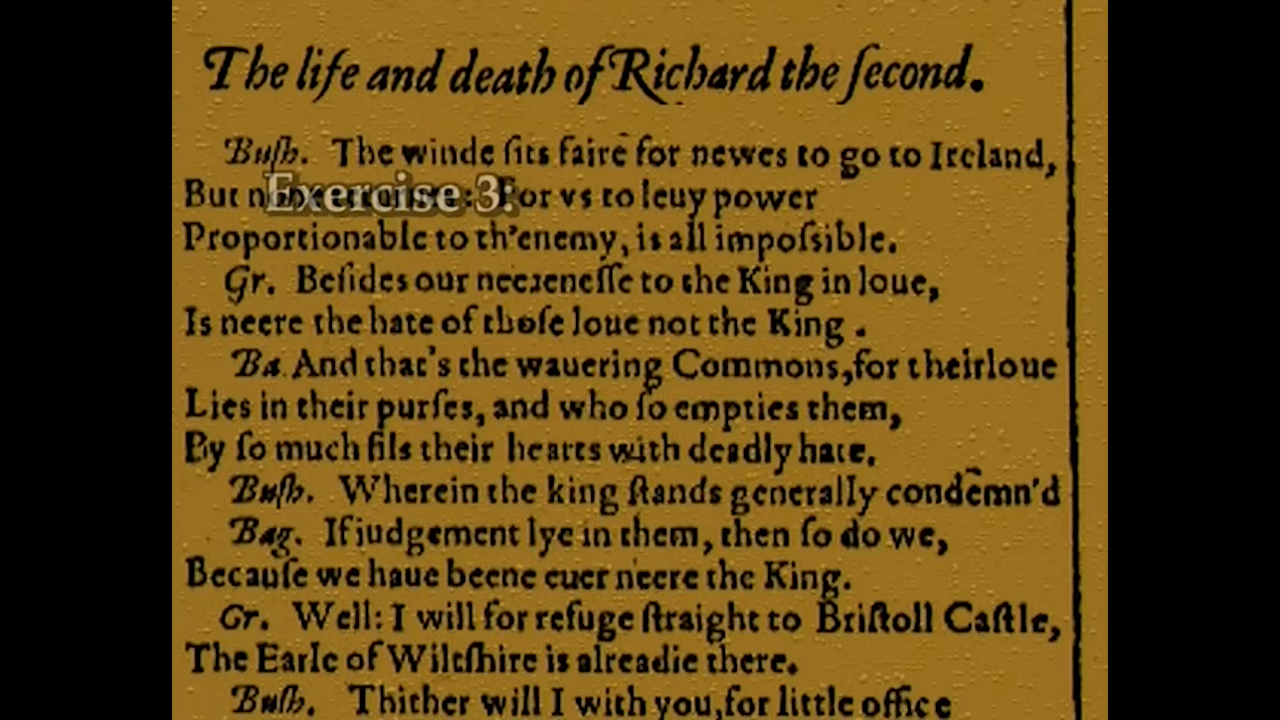 The life and death of Richard the ſecond.
Buſh. The winde ſits faire for newes to go to Ireland,
Exercise 3:
But : For vs to leuy power
Proportionable to th'enemy, is all impoſsible.
Gr. Beſides our neereneſſe to the King in loue,
Is neere the hate of thoſe loue not the King .
Ba. And that's the wauering Commons, for their loue
Lies in their purſes, and who ſo empties them,
By ſo much fils their hearts with deadly hate.
Buſh. Wherein the king ſtands generally condemn'd
Bag. If iudgement lye in them, then ſo do we,
Becauſe we haue beene euer neere the King.
Gr. Well: I will for refuge ſtraight to Briſtoll Caſtle,
The Earle of Wiltſhire is alreadie there.
Buſh. Thither will I with you, for little office